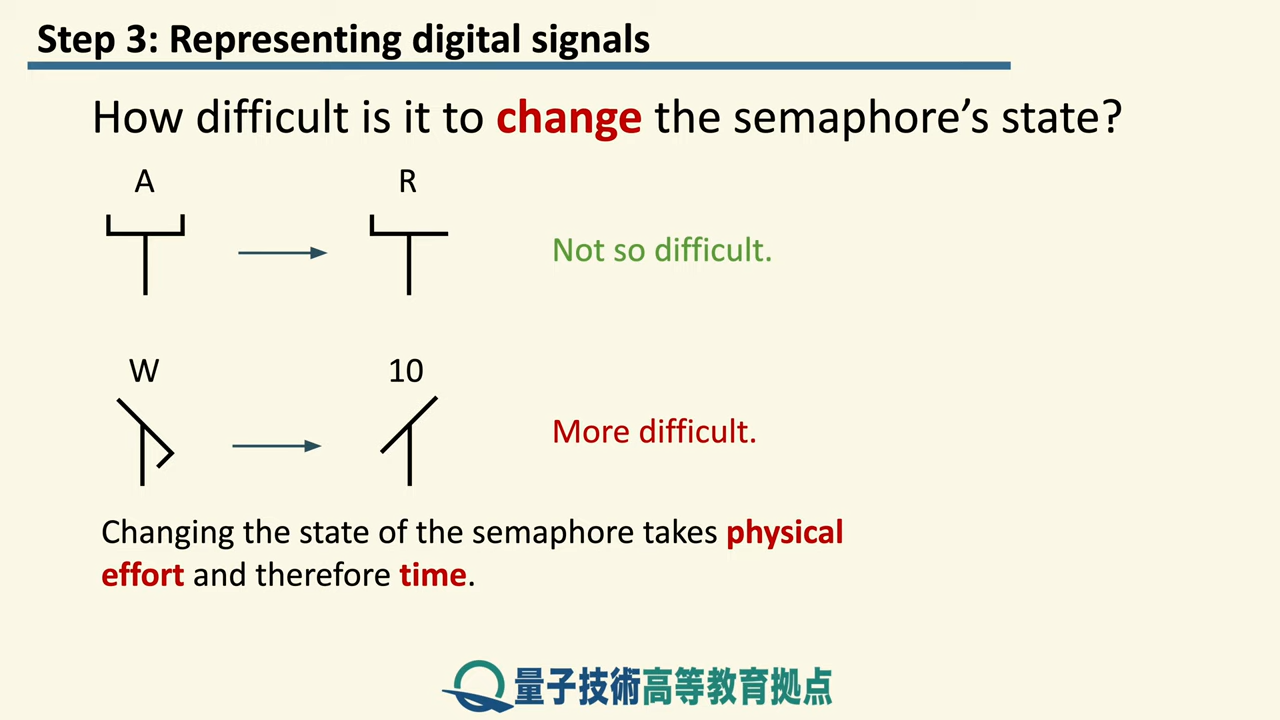 Step 3: Representing digital signals
How difficult is it to change the semaphore's state?
A
R
Not so difficult.
W
10
More difficult.
Changing the state of the semaphore takes physical
effort and therefore time.
量子技術高等教育拠点